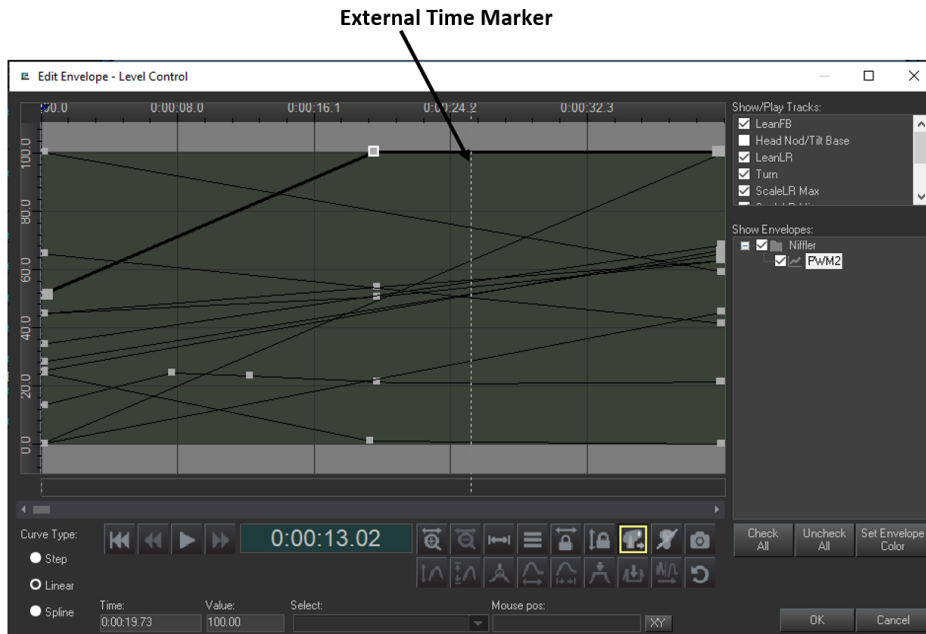 External Time Marker
Edit Envelope - Level Control
00.0 0:00:08.0 0:00:16.1 0:00:24.2 0:00:32.3
100.0
80.0
60.0
40.0
20.0
0.0
Show/Play Tracks:
LeanFB
Head Nod/Tilt Base
LeanLR
Turn
ScaleLR Max
Show Envelopes:
Niffler
PWM2
Check All
Uncheck All
Set Envelope Color
Curve Type:
Step
Linear
Spline
0:00:13.02
Time:
0:00:19.73
Value:
100.00
Select:
Mouse pos:
XY
OK
Cancel